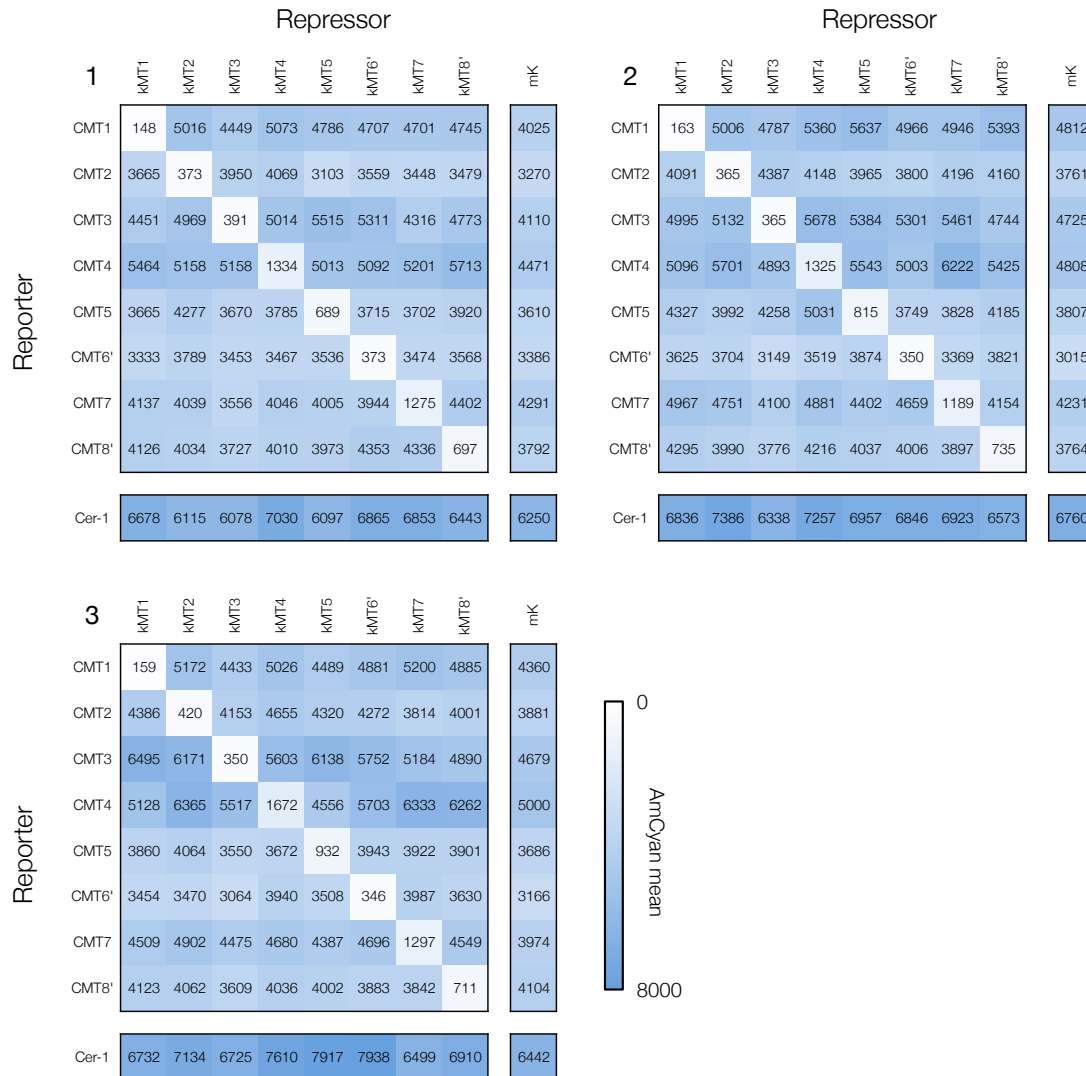 Repressor
Repressor
1 kMT1 kMT2 kMT3 kMT4 kMT5 kMT6' kMT7 kMT8' mK
2 kMT1 kMT2 kMT3 kMT4 kMT5 kMT6' kMT7 kMT8' mK
Reporter
CMT1 148 5016 4449 5073 4786 4707 4701 4745 4025
CMT2 3665 373 3950 4069 3103 3559 3448 3479 3270
CMT3 4451 4969 391 5014 5515 5311 4316 4773 4110
CMT4 5464 5158 5158 1334 5013 5092 5201 5713 4471
CMT5 3665 4277 3670 3785 689 3715 3702 3920 3610
CMT6' 3333 3789 3453 3467 3536 373 3474 3568 3386
CMT7 4137 4039 3556 4046 4005 3944 1275 4402 4291
CMT8' 4126 4034 3727 4010 3973 4353 4336 697 3792
Cer-1 6678 6115 6078 7030 6097 6865 6853 6443 6250
CMT1 163 5006 4787 5360 5637 4966 4946 5393 4812
CMT2 4091 365 4387 4148 3965 3800 4196 4160 3761
CMT3 4995 5132 365 5678 5384 5301 5461 4744 4725
CMT4 5096 5701 4893 1325 5543 5003 6222 5425 4808
CMT5 4327 3992 4258 5031 815 3749 3828 4185 3807
CMT6' 3625 3704 3149 3519 3874 350 3369 3821 3015
CMT7 4967 4751 4100 4881 4402 4659 1189 4154 4231
CMT8' 4295 3990 3776 4216 4037 4006 3897 735 3764
Cer-1 6836 7386 6338 7257 6957 6846 6923 6573 6760
3 kMT1 kMT2 kMT3 kMT4 kMT5 kMT6' kMT7 kMT8' mK
Reporter
CMT1 159 5172 4433 5026 4489 4881 5200 4885 4360
CMT2 4386 420 4153 4655 4320 4272 3814 4001 3881
CMT3 6495 6171 350 5603 6138 5752 5184 4890 4679
CMT4 5128 6365 5517 1672 4556 5703 6333 6262 5000
CMT5 3860 4064 3550 3672 932 3943 3922 3901 3686
CMT6' 3454 3470 3064 3940 3508 346 3987 3630 3166
CMT7 4509 4902 4475 4680 4387 4696 1297 4549 3974
CMT8' 4123 4062 3609 4036 4002 3883 3842 711 4104
Cer-1 6732 7134 6725 7610 7917 7938 6499 6910 6442
0
AmCyan mean
8000